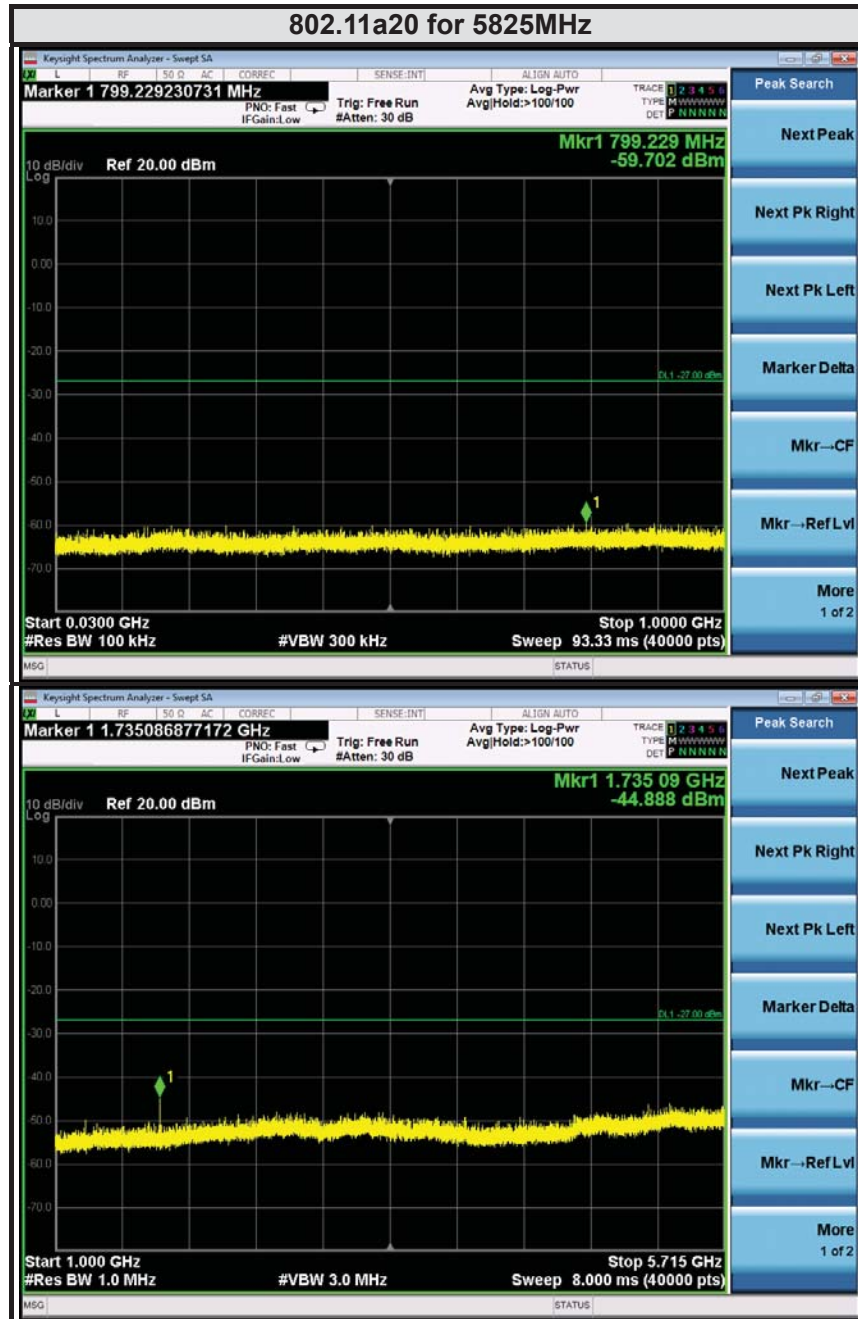 802.11a20 for 5825MHz
Keysight Spectrum Analyzer - Swept SA
LXI L RF 50 Ω AC CORREC SENSE:INT ALIGN AUTO
Marker 1 799.229230731 MHz
PNO: Fast
IFGain:Low
Trig: Free Run
#Atten: 30 dB
Avg Type: Log-Pwr
Avg|Hold:>100/100
TRACE 1 2 3 4 5 6
TYPE M WWWWW
DET P N N N N N
Mkr1 799.229 MHz
-59.702 dBm
10 dB/div Ref 20.00 dBm
Log
10.0
0.00
-10.0
-20.0
DL1 -27.00 dBm
-30.0
-40.0
-50.0
1
-60.0
-70.0
Start 0.0300 GHz Stop 1.0000 GHz
#Res BW 100 kHz #VBW 300 kHz Sweep 93.33 ms (40000 pts)
MSG STATUS
Peak Search
Next Peak
Next Pk Right
Next Pk Left
Marker Delta
Mkr→CF
Mkr→Ref Lvl
More
1 of 2
Keysight Spectrum Analyzer - Swept SA
LXI L RF 50 Ω AC CORREC SENSE:INT ALIGN AUTO
Marker 1 1.735086877172 GHz
PNO: Fast
IFGain:Low
Trig: Free Run
#Atten: 30 dB
Avg Type: Log-Pwr
Avg|Hold:>100/100
TRACE 1 2 3 4 5 6
TYPE M WWWWW
DET P N N N N N
Mkr1 1.735 09 GHz
-44.888 dBm
10 dB/div Ref 20.00 dBm
Log
10.0
0.00
-10.0
-20.0
DL1 -27.00 dBm
-30.0
-40.0
1
-50.0
-60.0
-70.0
Start 1.000 GHz Stop 5.715 GHz
#Res BW 1.0 MHz #VBW 3.0 MHz Sweep 8.000 ms (40000 pts)
MSG STATUS
Peak Search
Next Peak
Next Pk Right
Next Pk Left
Marker Delta
Mkr→CF
Mkr→Ref Lvl
More
1 of 2